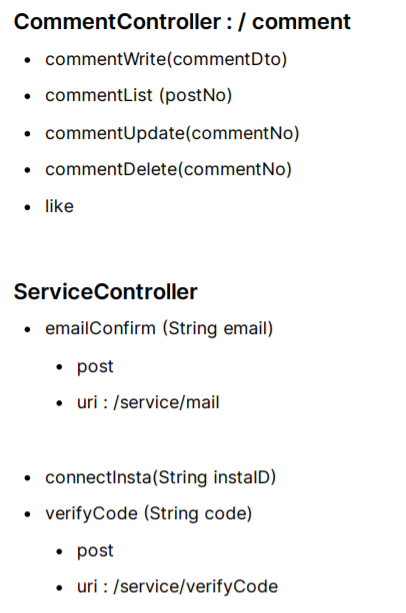 CommentController : / comment
• commentWrite(commentDto)
• commentList (postNo)
• commentUpdate(commentNo)
• commentDelete(commentNo)
• like
ServiceController
• emailConfirm (String email)
• post
• uri : /service/mail
• connectInsta(String instaID)
• verifyCode (String code)
• post
• uri : /service/verifyCode